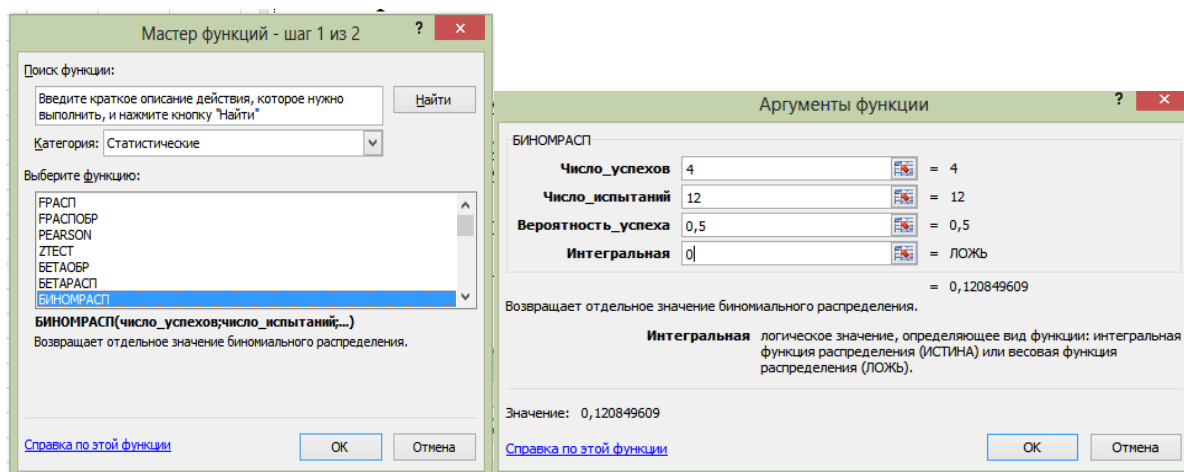 Мастер функций - шаг 1 из 2
?
×
Поиск функции:
Введите краткое описание действия, которое нужно
выполнить, и нажмите кнопку "Найти"
Найти
Категория: Статистические
Выберите функцию:
FРАСП
FРАСПОБР
PEARSON
ZТЕСТ
БЕТАОБР
БЕТАРАСП
БИНОМРАСП
БИНОМРАСП(число_успехов;число_испытаний;...)
Возвращает отдельное значение биномиального распределения.
Справка по этой функции
ОК
Отмена
Аргументы функции
?
×
БИНОМРАСП
Число_успехов 4 = 4
Число_испытаний 12 = 12
Вероятность_успеха 0,5 = 0,5
Интегральная 0 = ЛОЖЬ
= 0,120849609
Возвращает отдельное значение биномиального распределения.
Интегральная логическое значение, определяющее вид функции: интегральная
функция распределения (ИСТИНА) или весовая функция
распределения (ЛОЖЬ).
Значение: 0,120849609
Справка по этой функции
ОК
Отмена